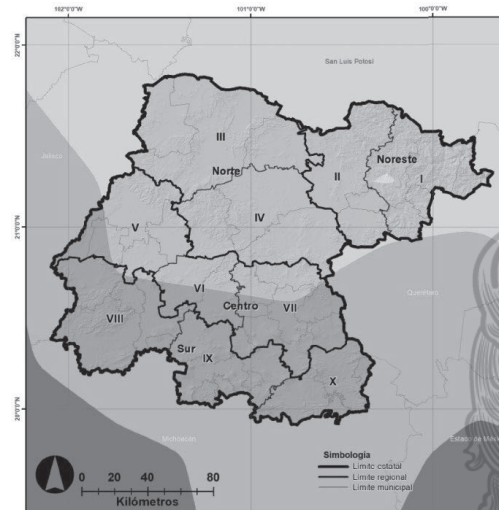 102°0'0"W
101°0'0"W
100°0'0"W
22°0'0"N
21°0'0"N
20°0'0"N
San Luis Potosí
Jalisco
III
Noreste
Norte
II
I
V
IV
Querétaro
VI
Centro
VII
VIII
Sur
IX
X
Michoacán
Estado de Méxi
Simbología
Límite estatal
Límite regional
Límite municipal
0 20 40 60 80
Kilómetros